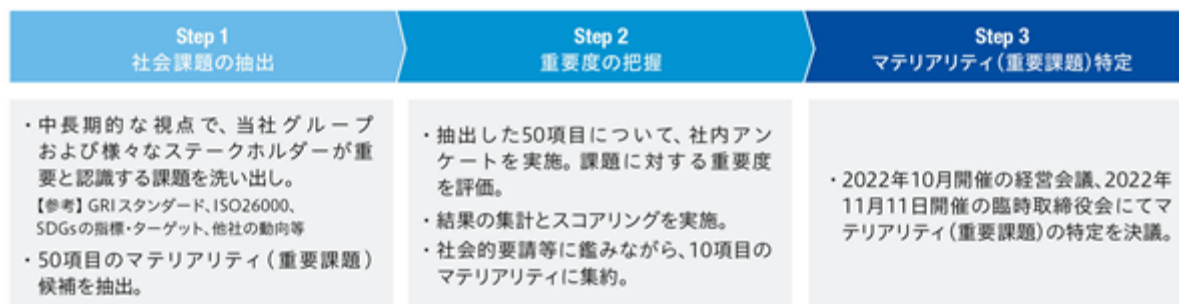 Step 1
社会課題の抽出
・中長期的な視点で、当社グループ
および様々なステークホルダーが重
要と認識する課題を洗い出し。
【参考】GRIスタンダード、ISO26000、
SDGsの指標・ターゲット、他社の動向等
・50項目のマテリアリティ(重要課題)
候補を抽出。
Step 2
重要度の把握
・抽出した50項目について、社内アン
ケートを実施。課題に対する重要度
を評価。
・結果の集計とスコアリングを実施。
・社会的要請等に鑑みながら、10項目の
マテリアリティに集約。
Step 3
マテリアリティ(重要課題)特定
・2022年10月開催の経営会議、2022年
11月11日開催の臨時取締役会にてマ
テリアリティ(重要課題)の特定を決議。